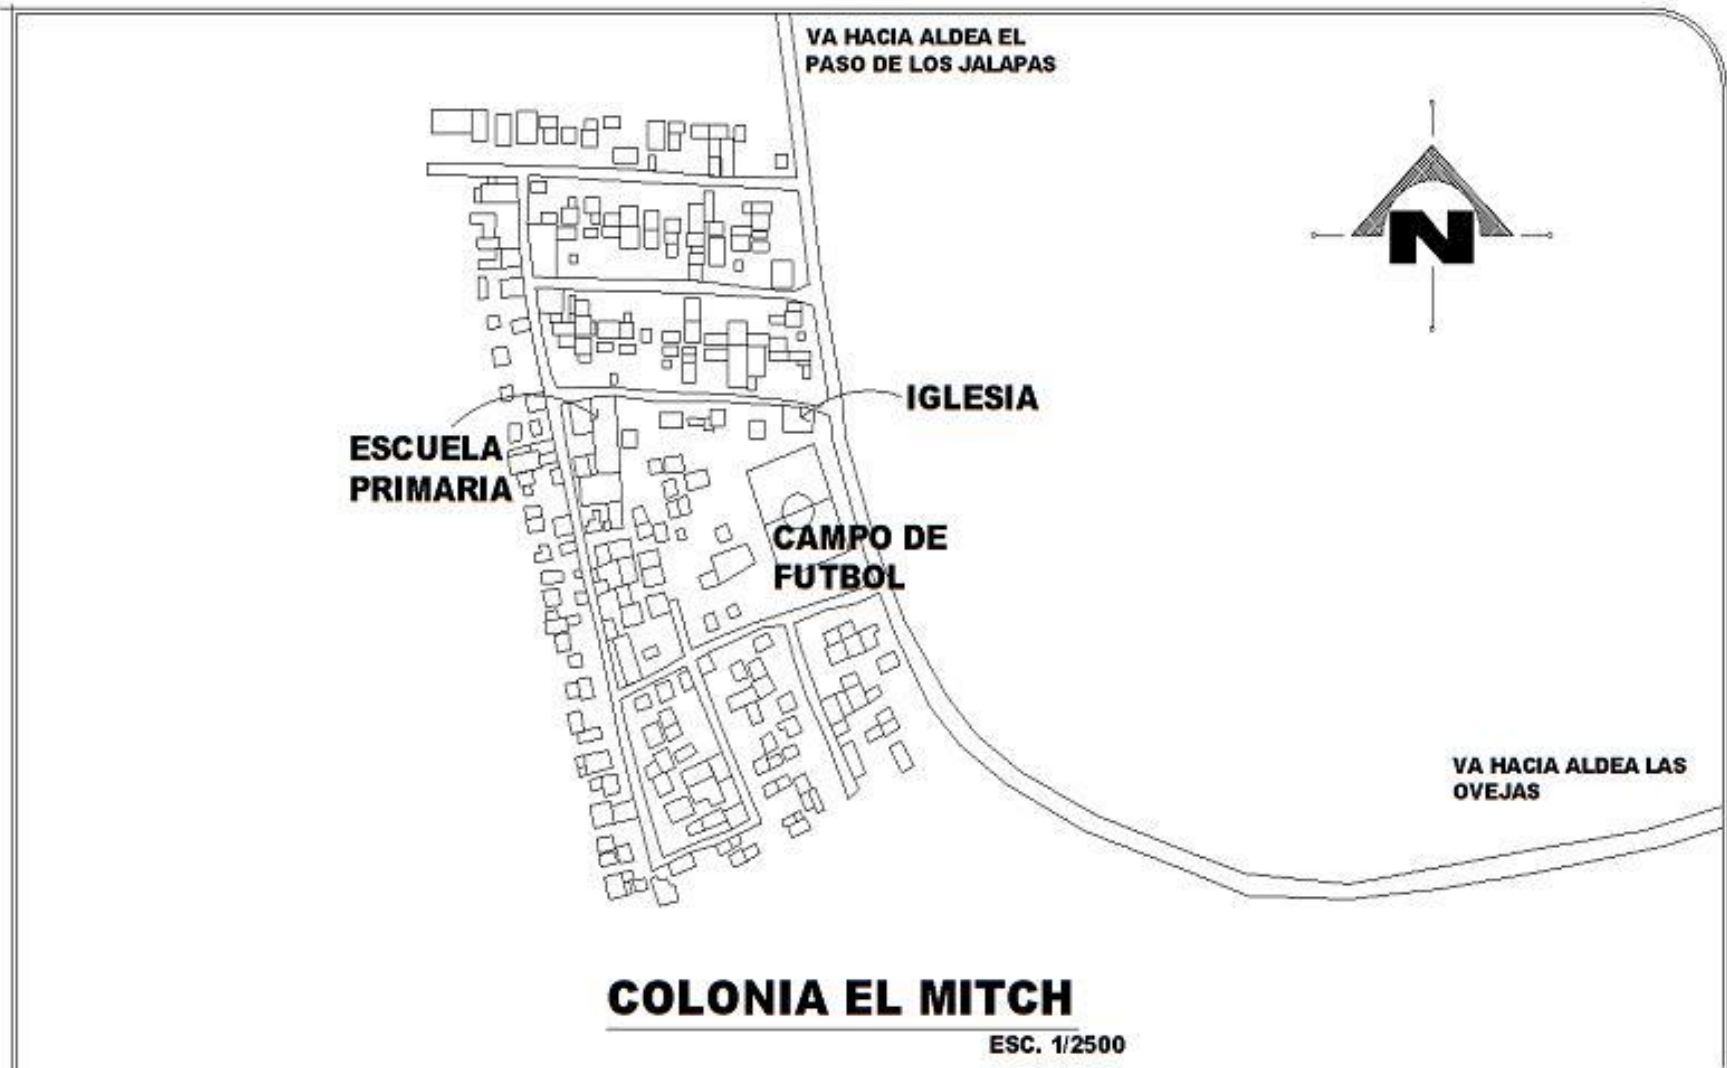 VA HACIA ALDEA EL
PASO DE LOS JALAPAS
N
IGLESIA
ESCUELA
PRIMARIA
CAMPO DE
FUTBOL
VA HACIA ALDEA LAS
OVEJAS
COLONIA EL MITCH
ESC. 1/2500